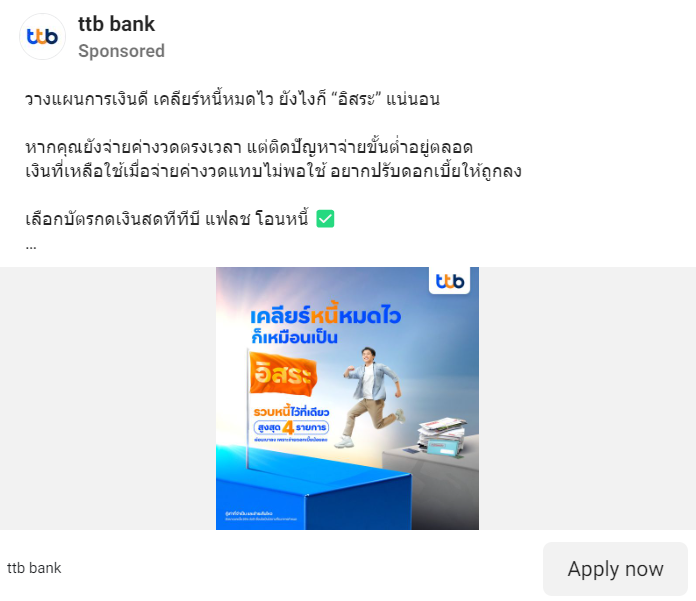 ttb bank
Sponsored
ttb
วางแผนการเงินดี เคลียร์หนี้หมดไว ยังไงก็ “อิสระ” แน่นอน
หากคุณยังจ่ายค่างวดตรงเวลา แต่ติดปัญหาจ่ายขั้นต่ำอยู่ตลอด
เงินที่เหลือใช้เมื่อจ่ายค่างวดแทบไม่พอใช้ อยากปรับดอกเบี้ยให้ถูกลง
เลือกบัตรกดเงินสดทีทีบี แฟลช โอนหนี้ ✅
...
ttb
เคลียร์หนี้หมดไว
ก็เหมือนเป็น
อิสระ
รวบหนี้ไว้ที่เดียว
สูงสุด 4 รายการ
ttb bank
Apply now